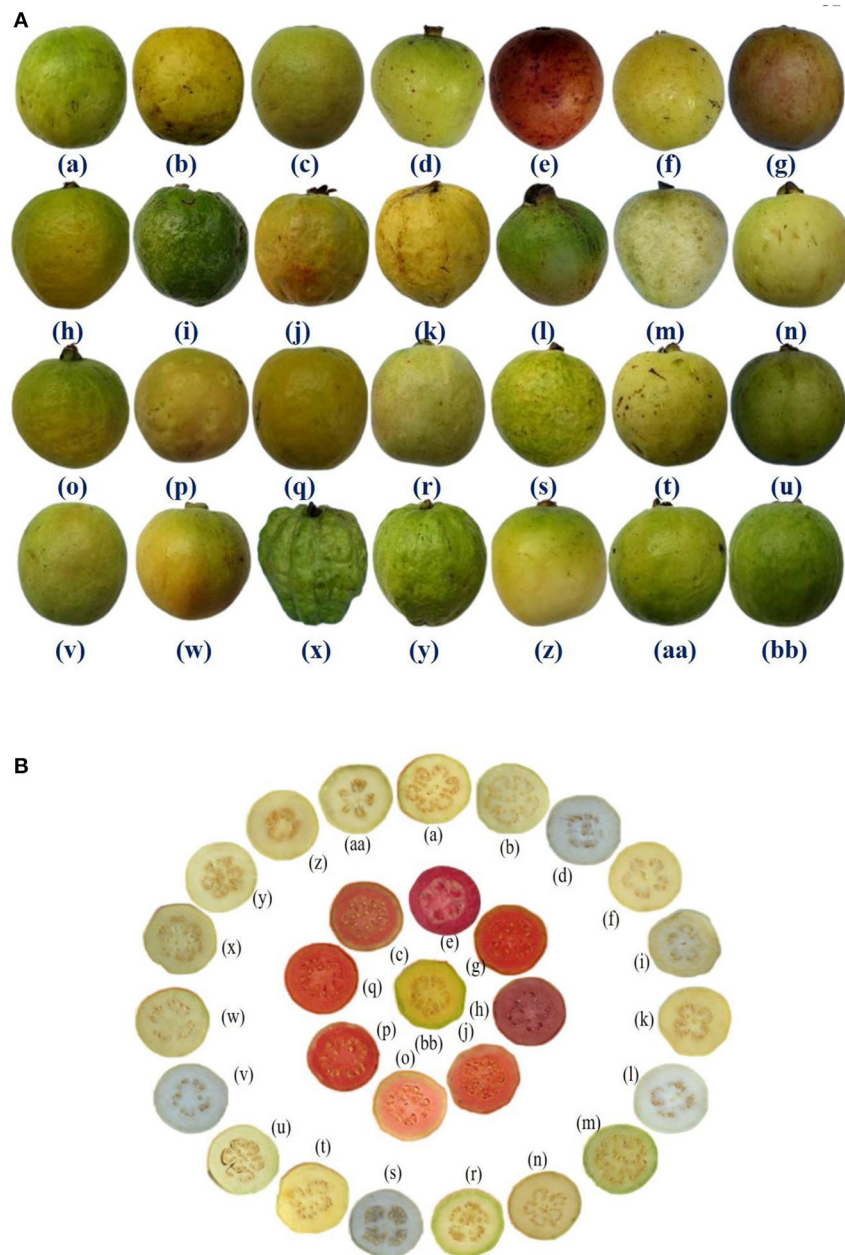 A
(a) (b) (c) (d) (e) (f) (g)
(h) (i) (j) (k) (l) (m) (n)
(o) (p) (q) (r) (s) (t) (u)
(v) (w) (x) (y) (z) (aa) (bb)
B
(aa) (a) (b)
(z) (d)
(y) (f)
(e)
(x) (c) (g) (i)
(q) (h) (k)
(w)
(p) (bb) (j)
(o)
(v) (l)
(u) (m)
(t) (s) (r) (n)